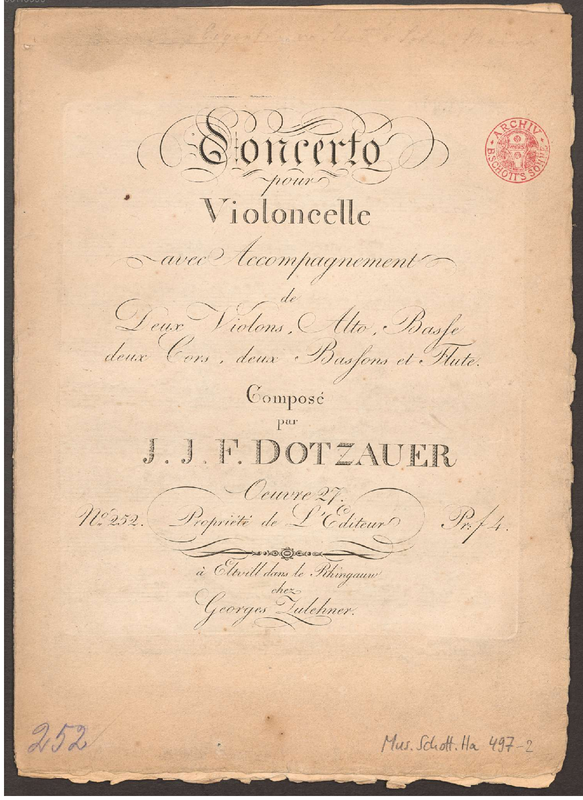 Concerto
pour
Violoncelle
avec Accompagnement
de
Deux Violons, Alto, Basse
deux Cors, deux Bassons et Flute.
Composé
par
J. J. F. DOTZAUER
Oeuvre 27.
No. 252. Propriété de L'Editeur Pr: f 4.
à Eltvill dans le Rhingauw
chez
Georges Zulehner.
ARCHIV
B. SCHOTT'S SÖHNE
252
Mus. Schott. Ha 497-2